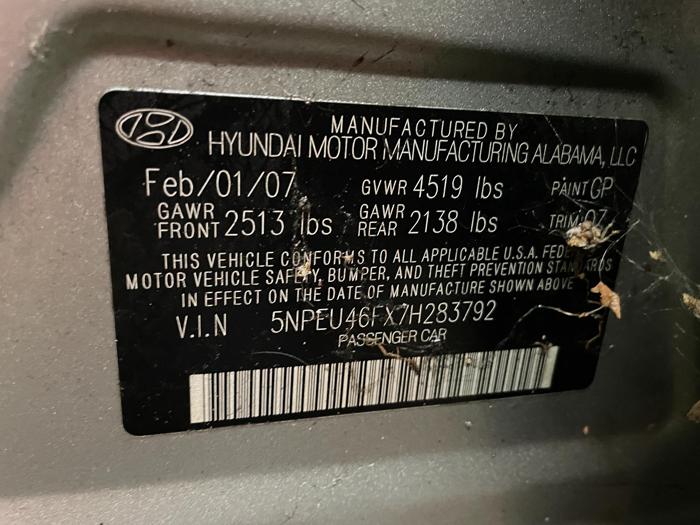 MANUFACTURED BY
HYUNDAI MOTOR MANUFACTURING ALABAMA, LLC
Feb/01/07 GVWR 4519 lbs PAINT GP
GAWR FRONT 2513 lbs GAWR REAR 2138 lbs TRIM QZ
THIS VEHICLE CONFORMS TO ALL APPLICABLE U.S.A.
MOTOR VEHICLE SAFETY, BUMPER, AND THEFT PREVENTION STANDARDS
IN EFFECT ON THE DATE OF MANUFACTURE SHOWN ABOVE
V.I.N 5NPEU46FX7H283792
PASSENGER CAR